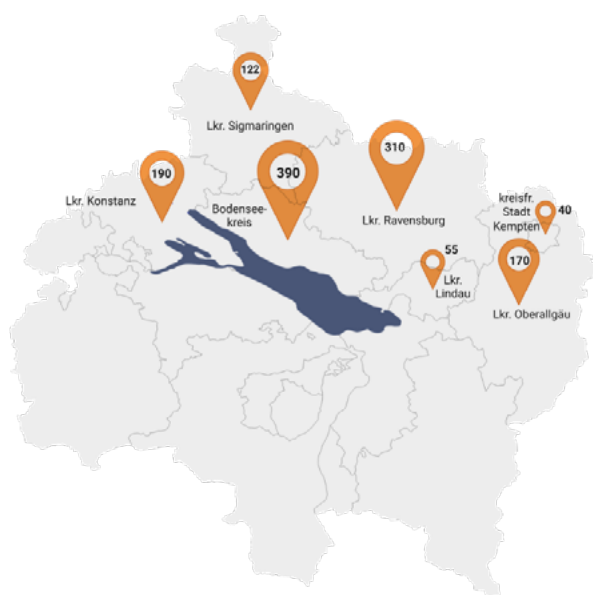 122
Lkr. Sigmaringen
190
Lkr. Konstanz
390
Bodensee-
kreis
310
Lkr. Ravensburg
kreisfr.
Stadt
Kempten
40
55
Lkr.
Lindau
170
Lkr. Oberallgäu